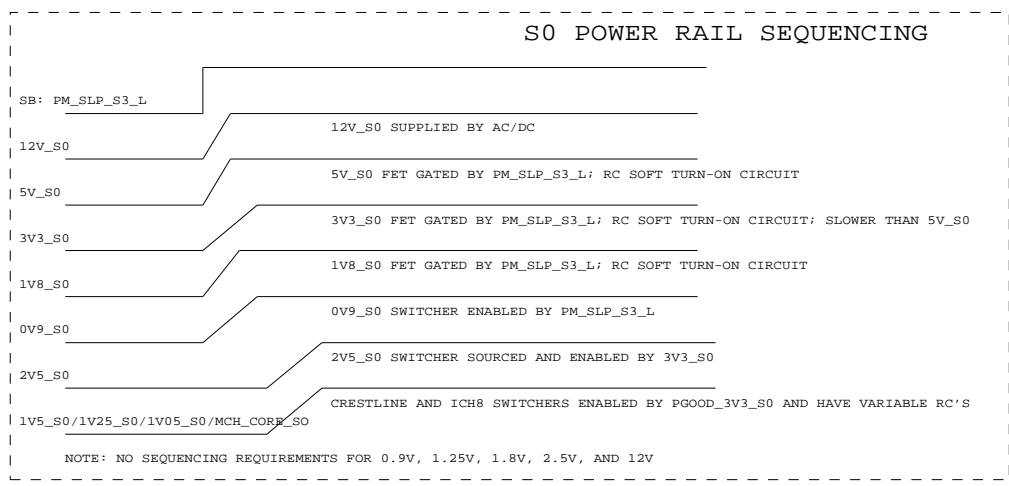 S0 POWER RAIL SEQUENCING
SB: PM_SLP_S3_L
12V_S0 SUPPLIED BY AC/DC
12V_S0
5V_S0 FET GATED BY PM_SLP_S3_L; RC SOFT TURN-ON CIRCUIT
5V_S0
3V3_S0 FET GATED BY PM_SLP_S3_L; RC SOFT TURN-ON CIRCUIT; SLOWER THAN 5V_S0
3V3_S0
1V8_S0 FET GATED BY PM_SLP_S3_L; RC SOFT TURN-ON CIRCUIT
1V8_S0
0V9_S0 SWITCHER ENABLED BY PM_SLP_S3_L
0V9_S0
2V5_S0 SWITCHER SOURCED AND ENABLED BY 3V3_S0
2V5_S0
CRESTLINE AND ICH8 SWITCHERS ENABLED BY PGOOD_3V3_S0 AND HAVE VARIABLE RC'S
1V5_S0/1V25_S0/1V05_S0/MCH_CORE_SO
NOTE: NO SEQUENCING REQUIREMENTS FOR 0.9V, 1.25V, 1.8V, 2.5V, AND 12V